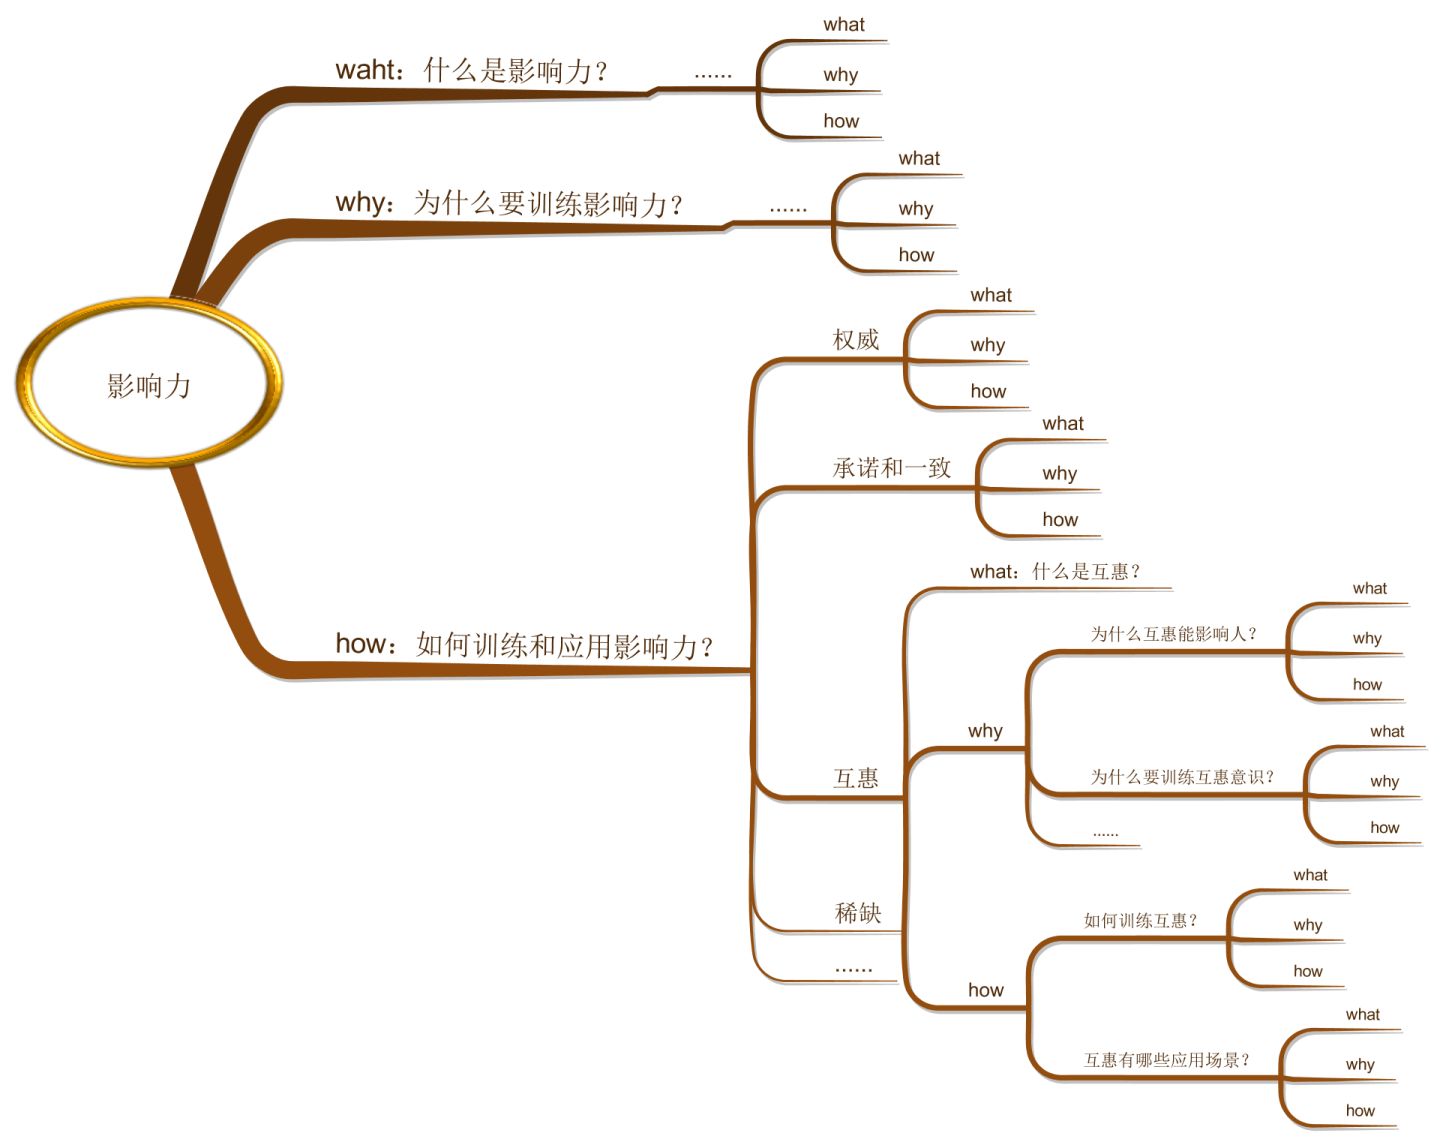 what
waht：什么是影响力？
......
why
how
what
why：为什么要训练影响力？
......
why
how
影响力
how：如何训练和应用影响力？
权威
what
why
how
承诺和一致
what
why
how
互惠
what：什么是互惠？
why
为什么互惠能影响人？
what
why
how
为什么要训练互惠意识？
what
why
how
......
how
如何训练互惠？
what
why
how
互惠有哪些应用场景？
what
why
how
稀缺
......